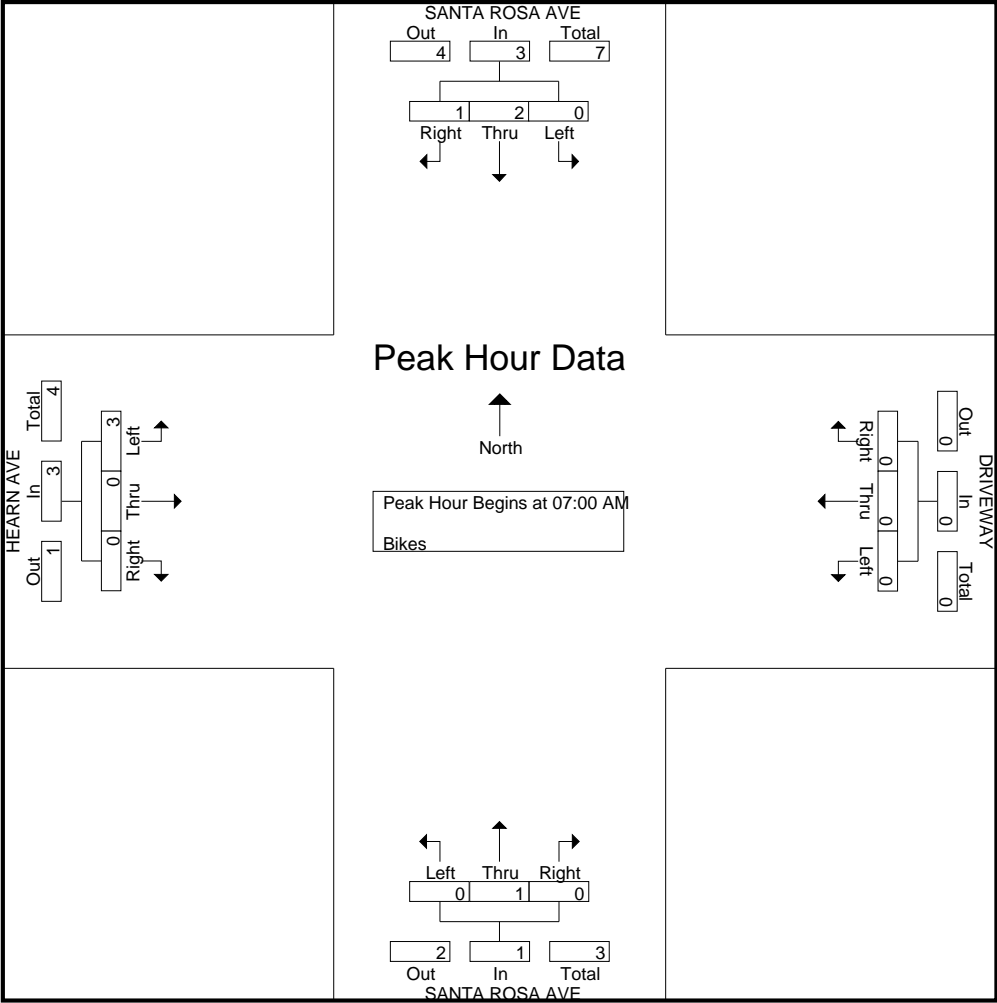 SANTA ROSA AVE
Out In Total
4 3 7
1 2 0
Right Thru Left
Peak Hour Data
North
Peak Hour Begins at 07:00 AM
Bikes
HEARN AVE
Out In Total
1 3 4
Left Thru Right
3 0 0
DRIVEWAY
Out In Total
0 0 0
Right Thru Left
0 0 0
Left Thru Right
0 1 0
2 1 3
Out In Total
SANTA ROSA AVE